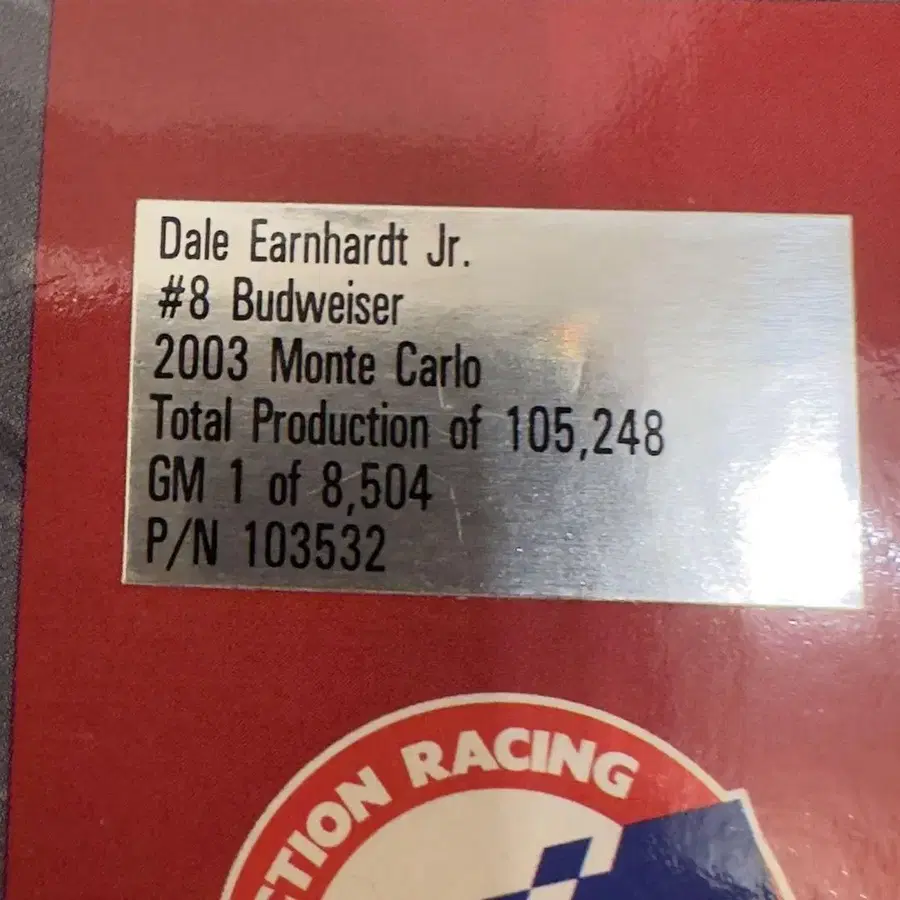 Dale Earnhardt Jr.
#8 Budweiser
2003 Monte Carlo
Total Production of 105,248
GM 1 of 8,504
P/N 103532
CTION RACING